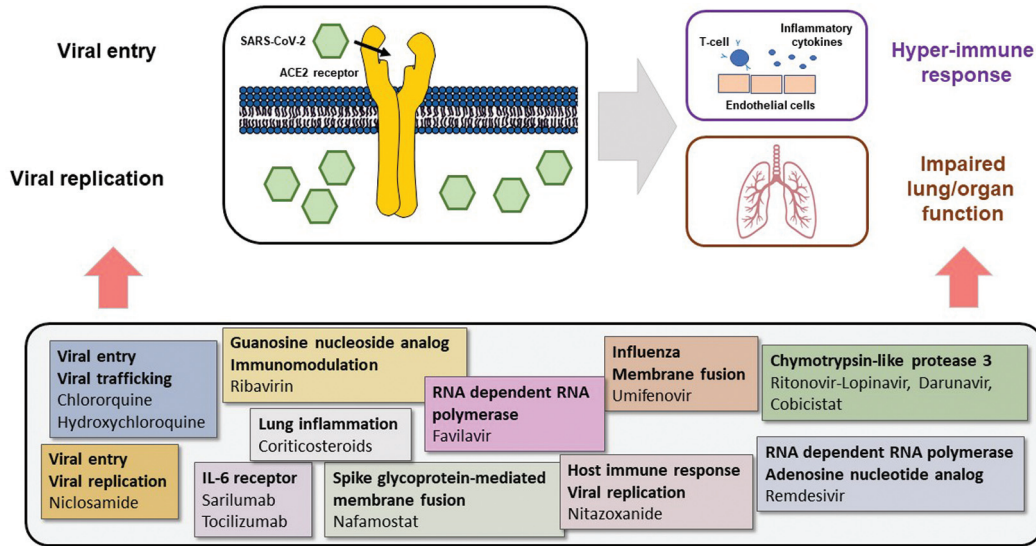 Viral entry
Viral replication
SARS-CoV-2
ACE2 receptor
T-cell
Inflammatory
cytokines
Endothelial cells
Hyper-immune
response
Impaired
lung/organ
function
Viral entry
Viral trafficking
Chlororquine
Hydroxychloroquine
Guanosine nucleoside analog
Immunomodulation
Ribavirin
Lung inflammation
Coriticosteroids
RNA dependent RNA
polymerase
Favilavir
Influenza
Membrane fusion
Umifenovir
Chymotrypsin-like protease 3
Ritonovir-Lopinavir, Darunavir,
Cobicistat
Viral entry
Viral replication
Niclosamide
IL-6 receptor
Sarilumab
Tocilizumab
Spike glycoprotein-mediated
membrane fusion
Nafamostat
Host immune response
Viral replication
Nitazoxanide
RNA dependent RNA polymerase
Adenosine nucleotide analog
Remdesivir